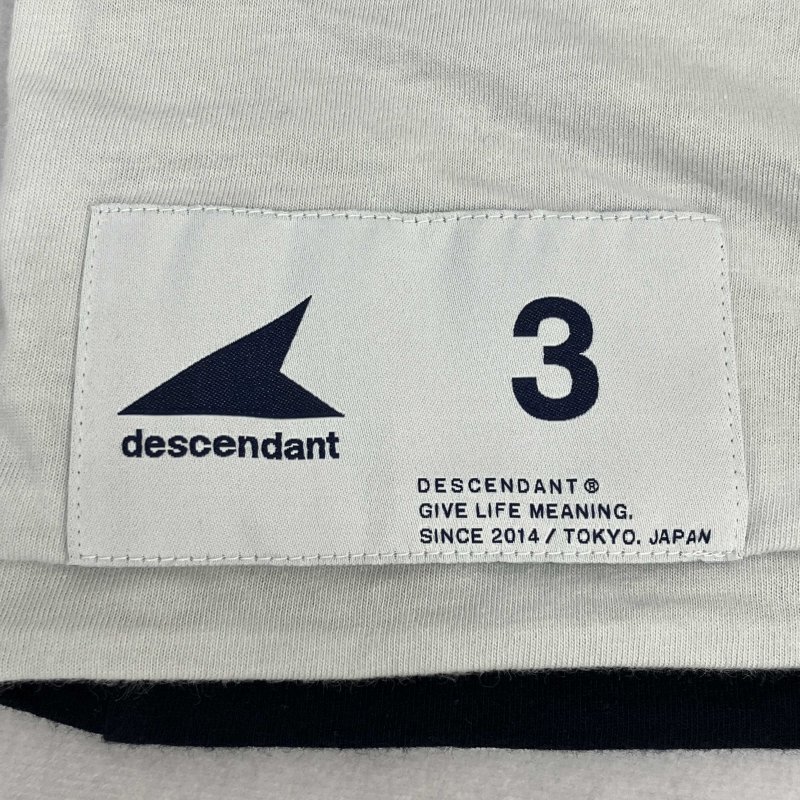 3
descendant
DESCENDANT®
GIVE LIFE MEANING.
SINCE 2014 / TOKYO. JAPAN